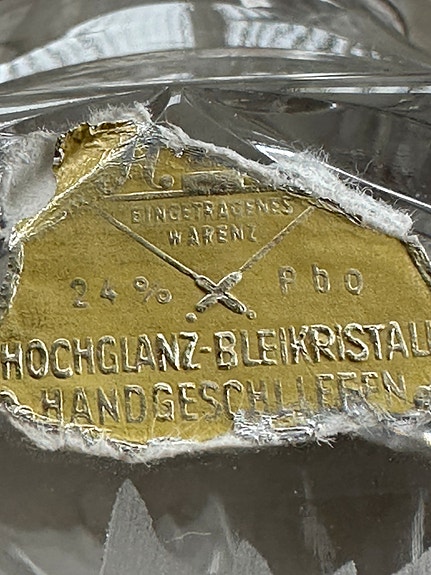 EINGETRAGENES
WARENZ
24% PbO
HOCHGLANZ-BLEIKRISTALL
HANDGESCHLIFFEN